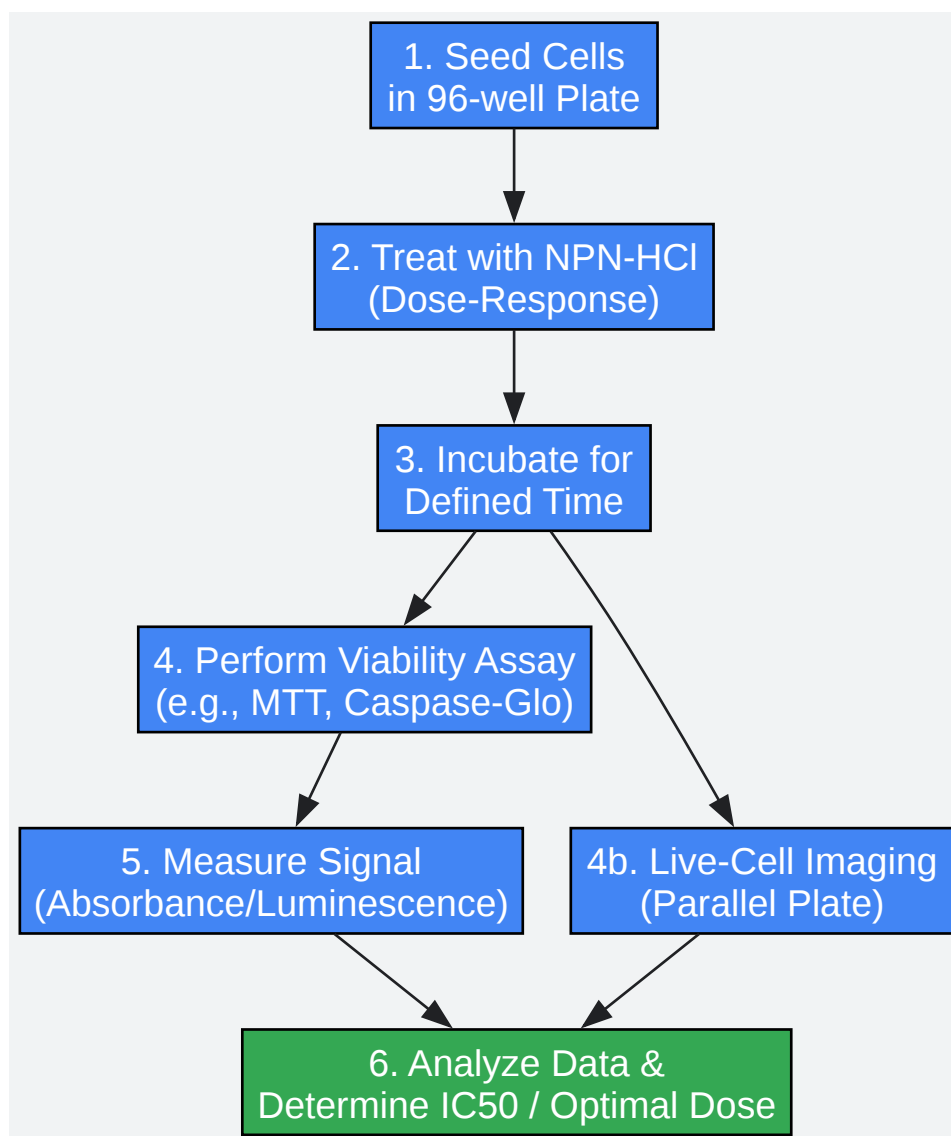 1. Seed Cells
in 96-well Plate
2. Treat with NPN-HCl
(Dose-Response)
3. Incubate for
Defined Time
4. Perform Viability Assay
(e.g., MTT, Caspase-Glo)
5. Measure Signal
(Absorbance/Luminescence)
4b. Live-Cell Imaging
(Parallel Plate)
6. Analyze Data &
Determine IC50 / Optimal Dose